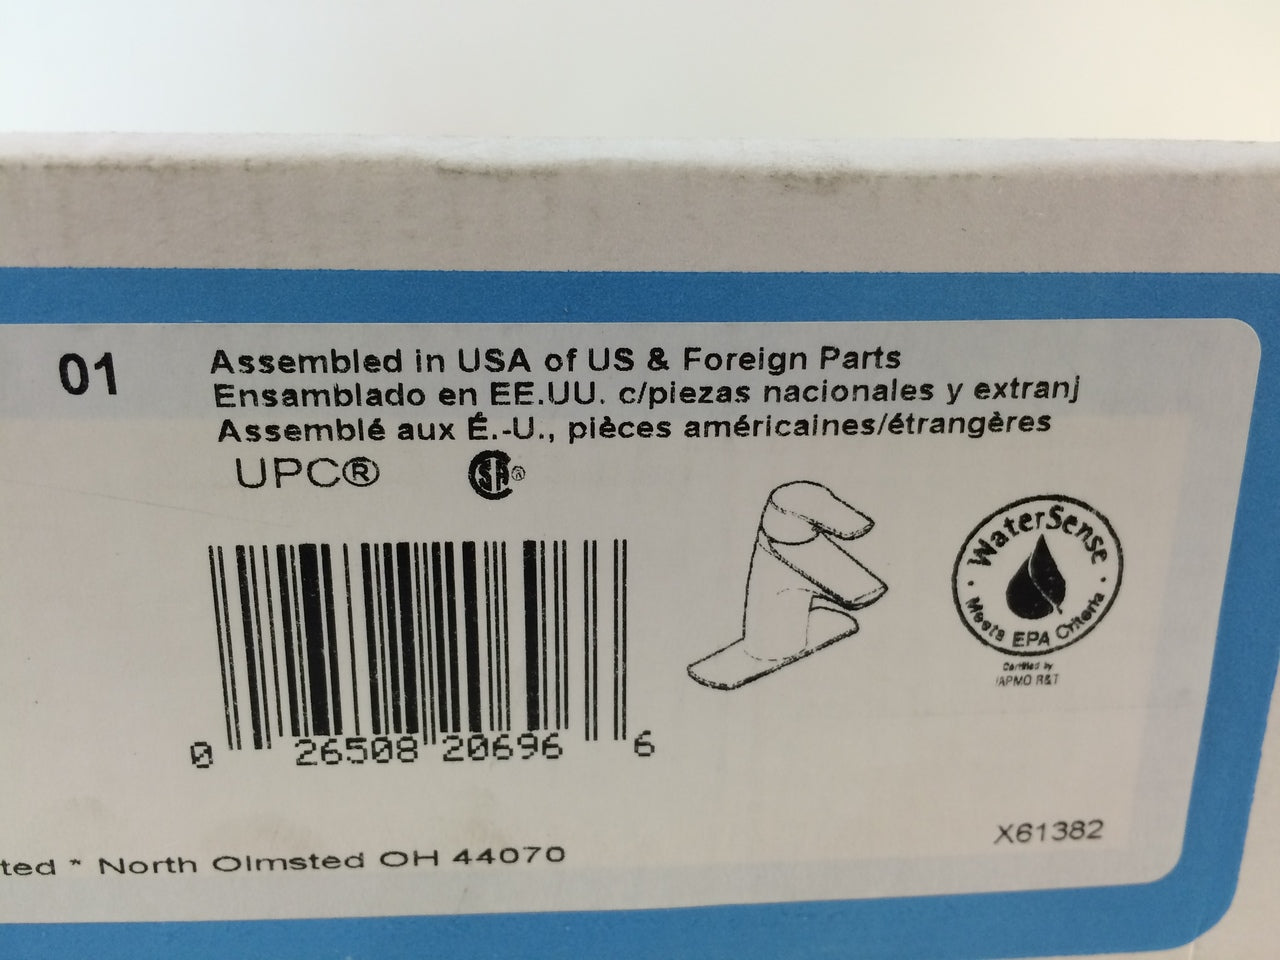 01
Assembled in USA of US & Foreign Parts
Ensamblado en EE.UU. c/piezas nacionales y extranj
Assemblé aux É.-U., pièces américaines/étrangères
UPC® SA®
WaterSense
Meets EPA Criteria
Certified by
IAPMO R&T
0 26508 20696 6
X61382
ted * North Olmsted OH 44070